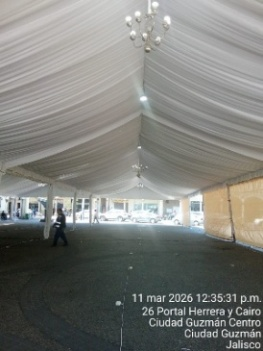 11 mar 2026 12:35:31 p.m.
26 Portal Herrera y Cairo
Ciudad Guzmán Centro
Ciudad Guzmán
Jalisco